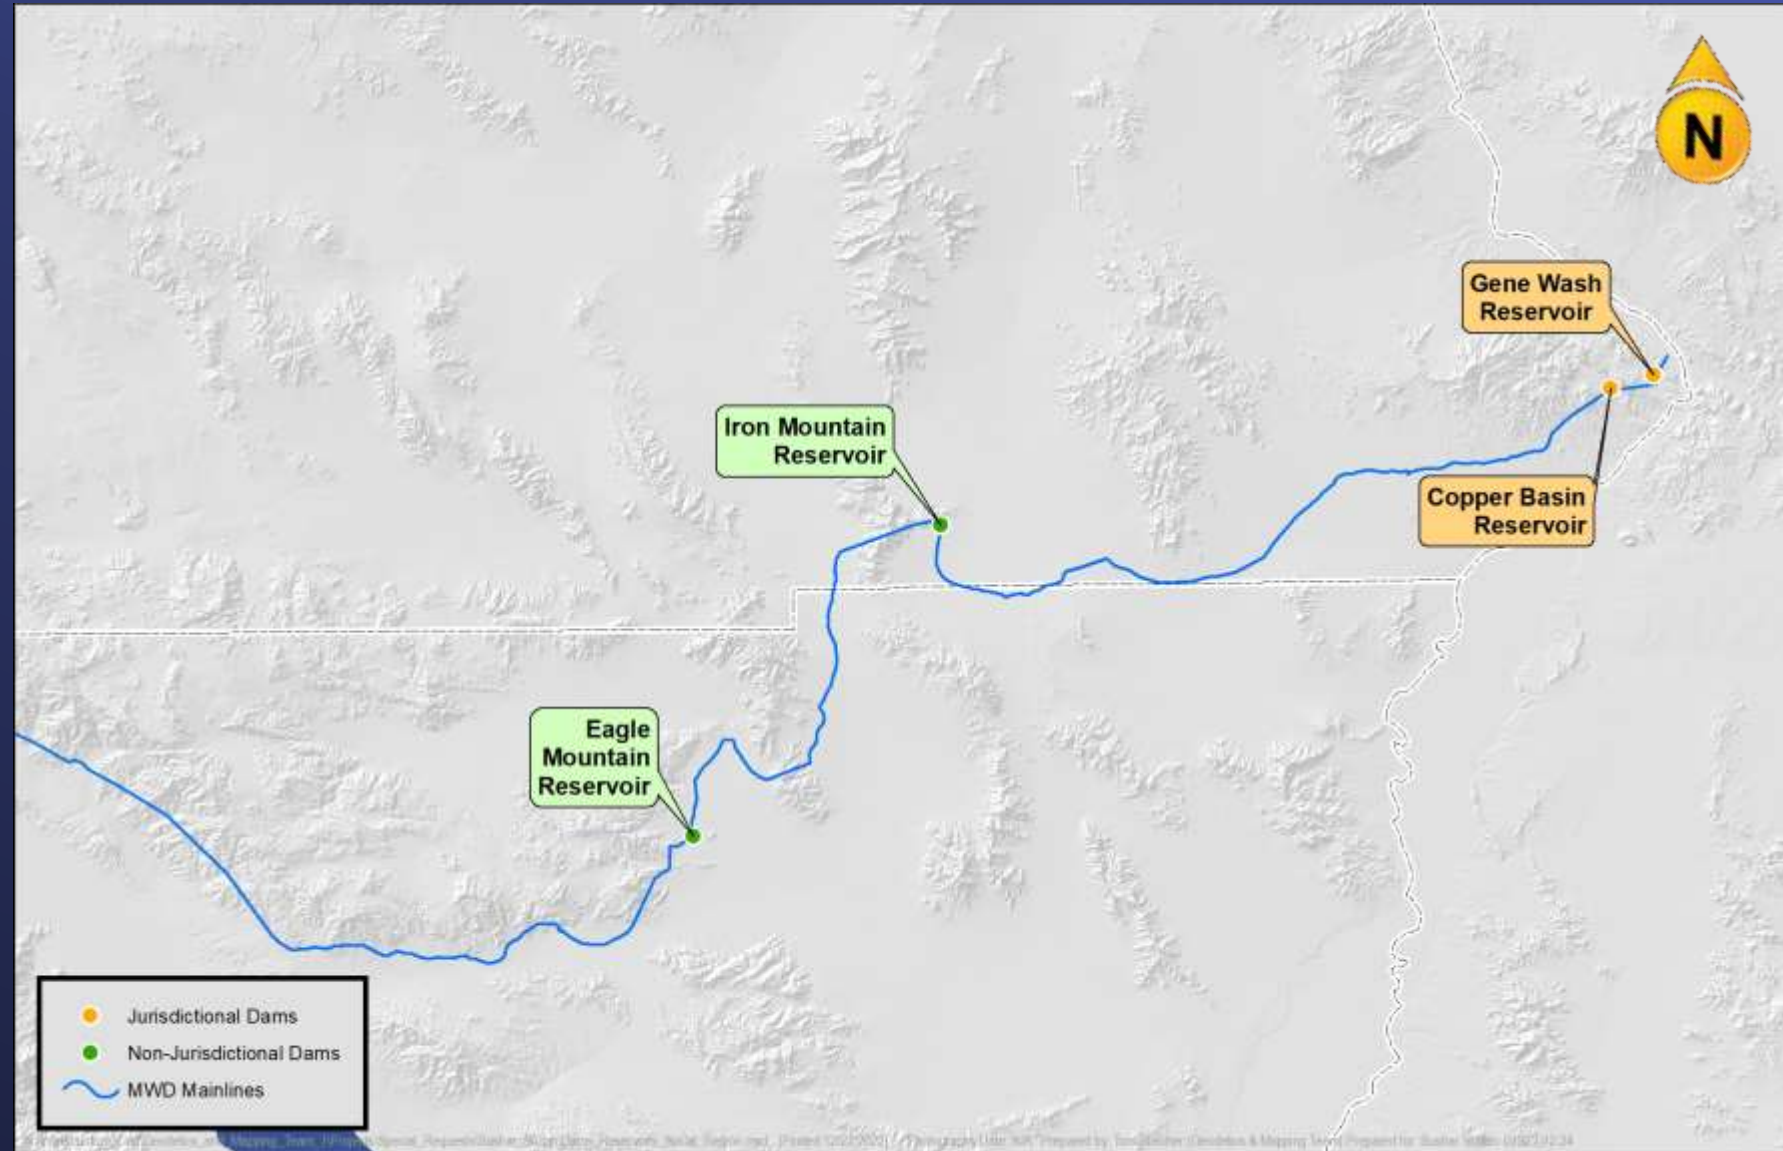 N
Gene Wash
Reservoir
Iron Mountain
Reservoir
Copper Basin
Reservoir
Eagle
Mountain
Reservoir
Jurisdictional Dams
Non-Jurisdictional Dams
MWD Mainlines